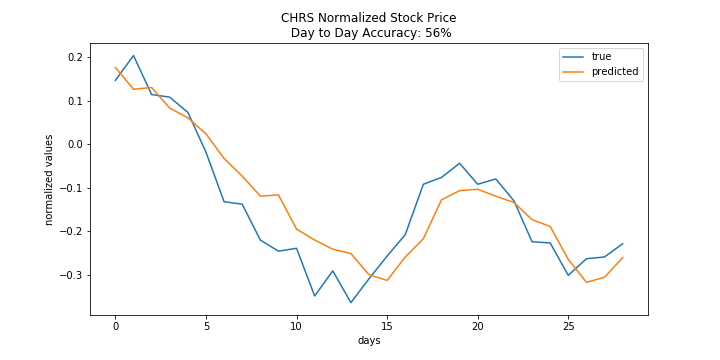 CHRS Normalized Stock Price
Day to Day Accuracy: 56%
true
predicted
normalized values
0.2
0.1
0.0
−0.1
−0.2
−0.3
0 5 10 15 20 25
days